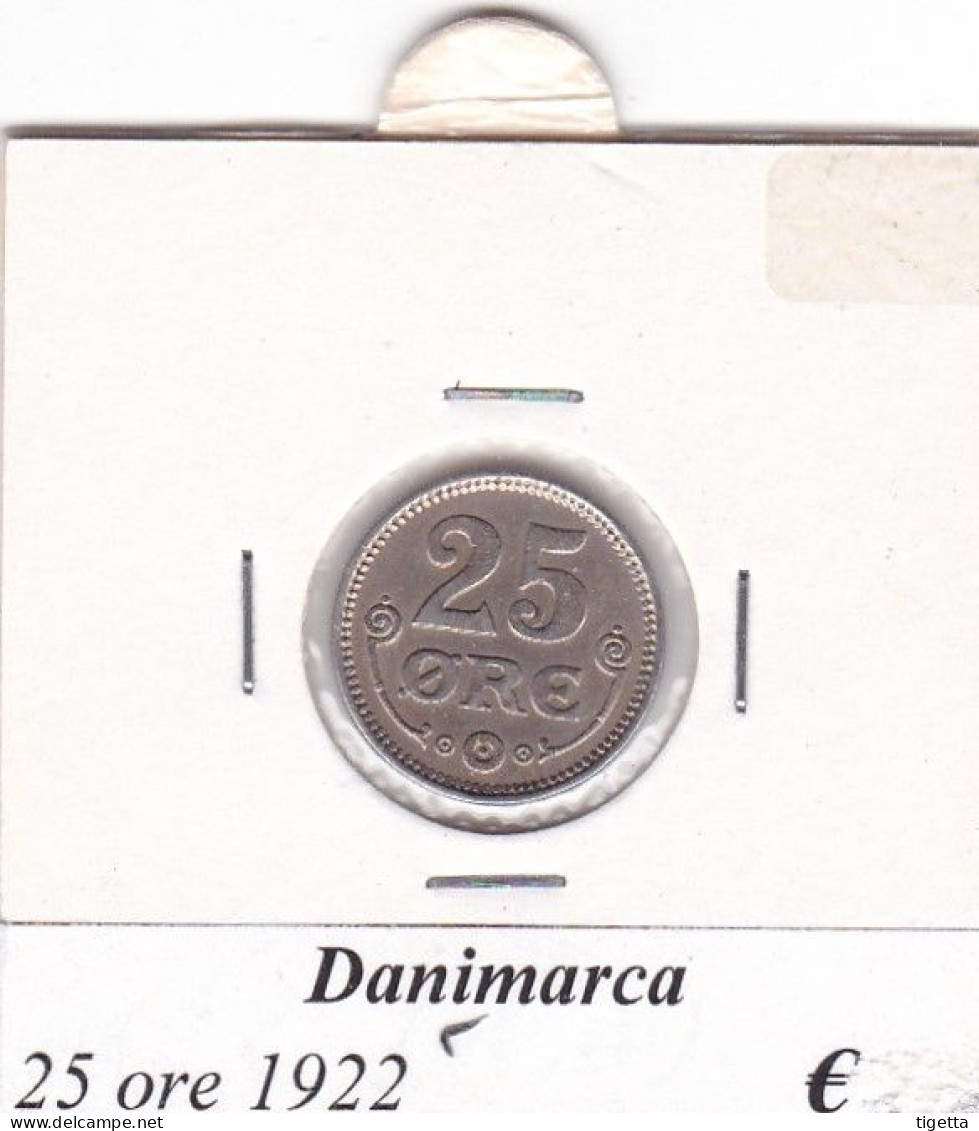 25
ØRE
Danimarca
25 ore 1922 €
www.delcampe.net
tigetta